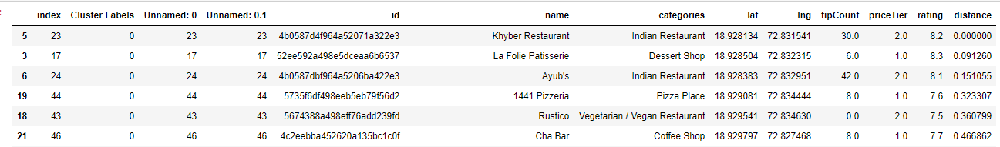 index Cluster Labels Unnamed: 0 Unnamed: 0.1 id name categories lat lng tipCount priceTier rating distance
5 23 0 23 23 4b0587d4f964a52071a322e3 Khyber Restaurant Indian Restaurant 18.928134 72.831541 30.0 2.0 8.2 0.000000
3 17 0 17 17 52ee592a498e5dceaa6b6537 La Folie Patisserie Dessert Shop 18.928504 72.832315 6.0 1.0 8.3 0.091260
6 24 0 24 24 4b0587dbf964a5206ba422e3 Ayub's Indian Restaurant 18.928383 72.832951 42.0 2.0 8.1 0.151055
19 44 0 44 44 5735f6df498eeb5eb79f56d2 1441 Pizzeria Pizza Place 18.929081 72.834444 8.0 1.0 7.6 0.323307
18 43 0 43 43 5674388a498eff76add239fd Rustico Vegetarian / Vegan Restaurant 18.929541 72.834630 0.0 2.0 7.5 0.360799
21 46 0 46 46 4c2eebba452620a135bc1c0f Cha Bar Coffee Shop 18.929797 72.827468 8.0 1.0 7.7 0.466862